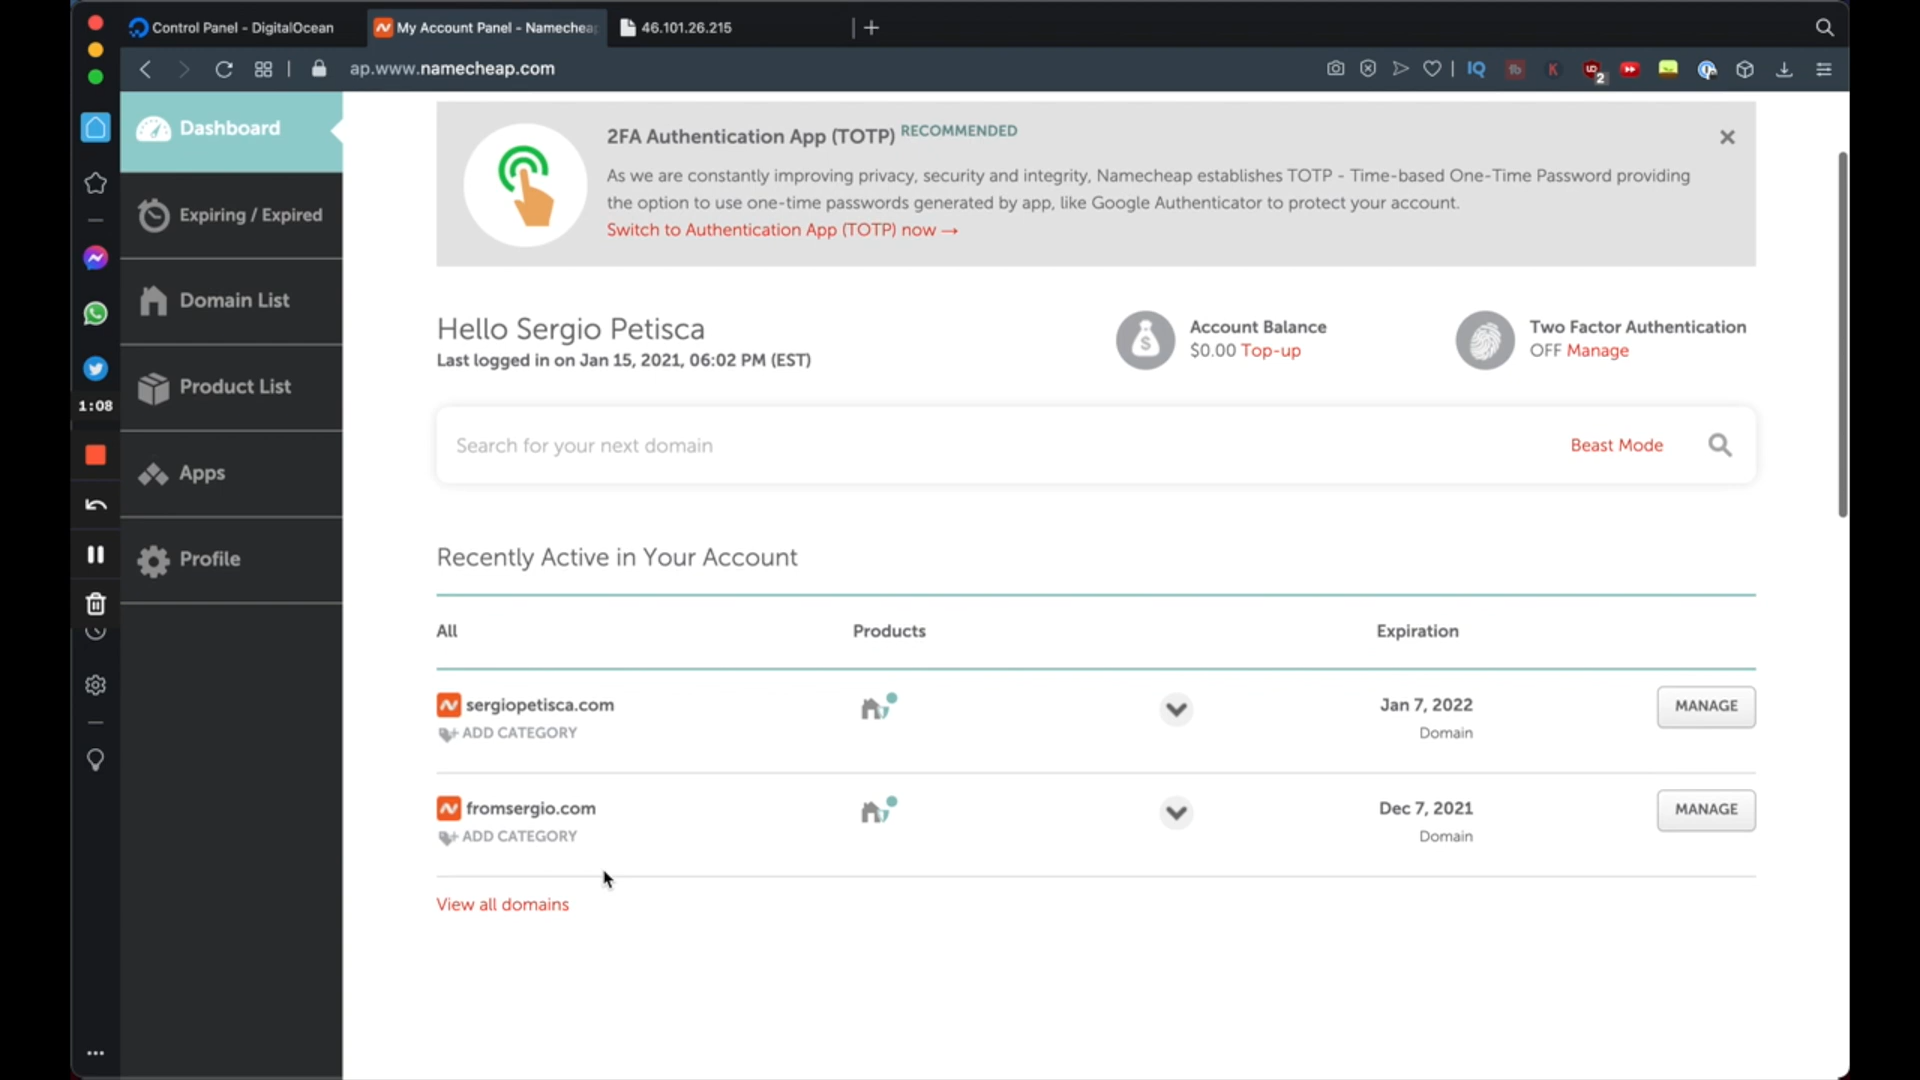 Control Panel - DigitalOcean
My Account Panel - Namecheap
46.101.26.215
ap.www.namecheap.com
IQ
tb
K
2
Dashboard
Expiring / Expired
Domain List
Product List
Apps
Profile
1:08
2FA Authentication App (TOTP) RECOMMENDED
As we are constantly improving privacy, security and integrity, Namecheap establishes TOTP - Time-based One-Time Password providing
the option to use one-time passwords generated by app, like Google Authenticator to protect your account.
Switch to Authentication App (TOTP) now →
Hello Sergio Petisca
Last logged in on Jan 15, 2021, 06:02 PM (EST)
Account Balance
$0.00 Top-up
Two Factor Authentication
OFF Manage
Search for your next domain
Beast Mode
Recently Active in Your Account
All Products Expiration
sergiopetisca.com Jan 7, 2022 MANAGE
ADD CATEGORY Domain
fromsergio.com Dec 7, 2021 MANAGE
ADD CATEGORY Domain
View all domains